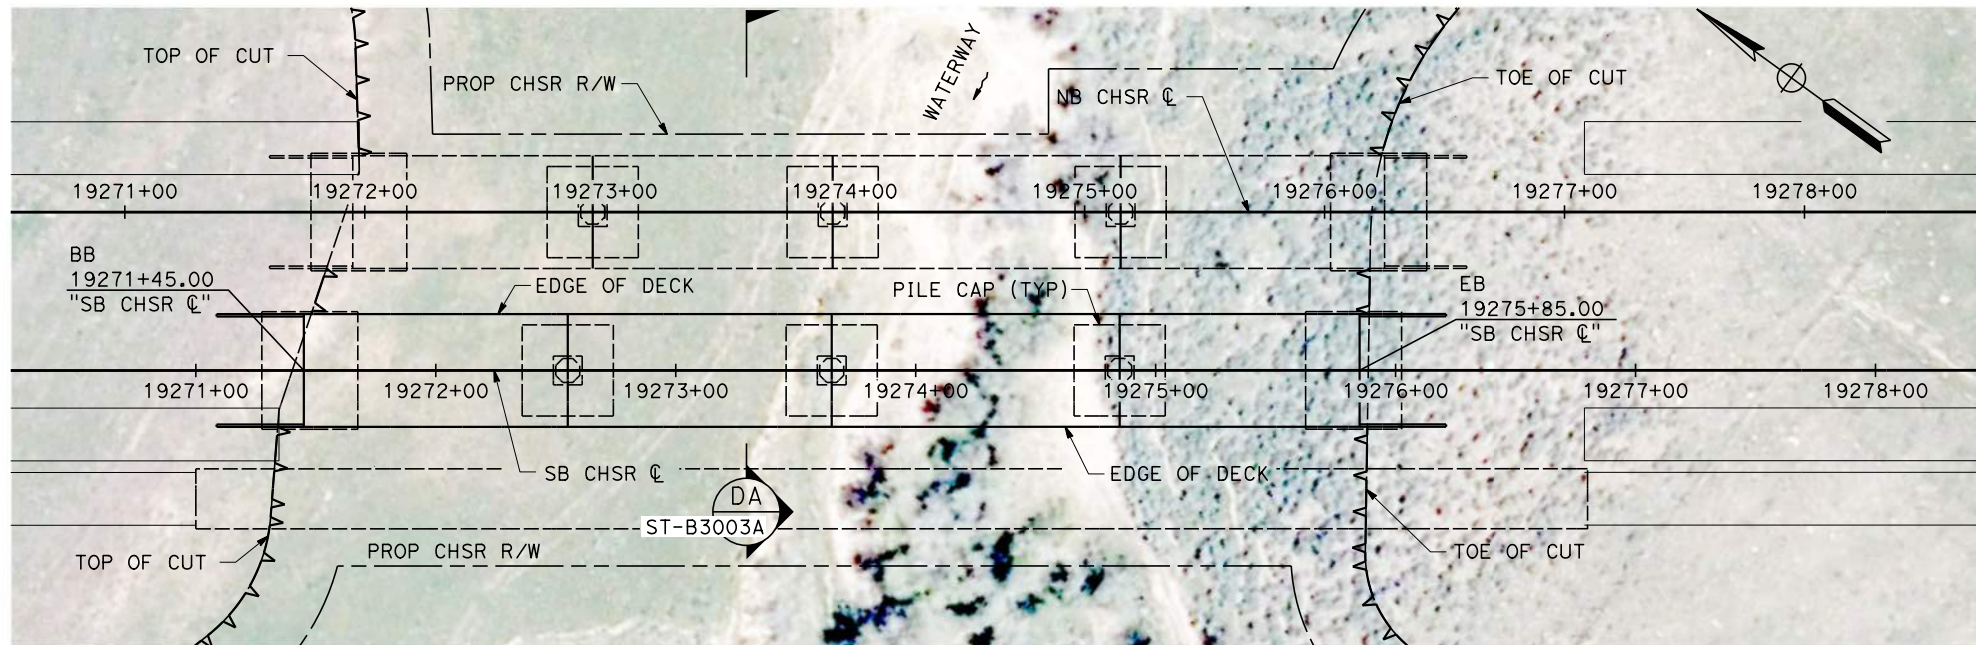 TOP OF CUT
PROP CHSR R/W
WATERWAY
NB CHSR ℄
TOE OF CUT
19271+00
19272+00
19273+00
19274+00
19275+00
19276+00
19277+00
19278+00
BB
19271+45.00
"SB CHSR ℄"
EDGE OF DECK
PILE CAP (TYP)
EB
19275+85.00
"SB CHSR ℄"
19271+00
19272+00
19273+00
19274+00
19275+00
19276+00
19277+00
19278+00
SB CHSR ℄
EDGE OF DECK
DA
ST-B3003A
TOP OF CUT
PROP CHSR R/W
TOE OF CUT